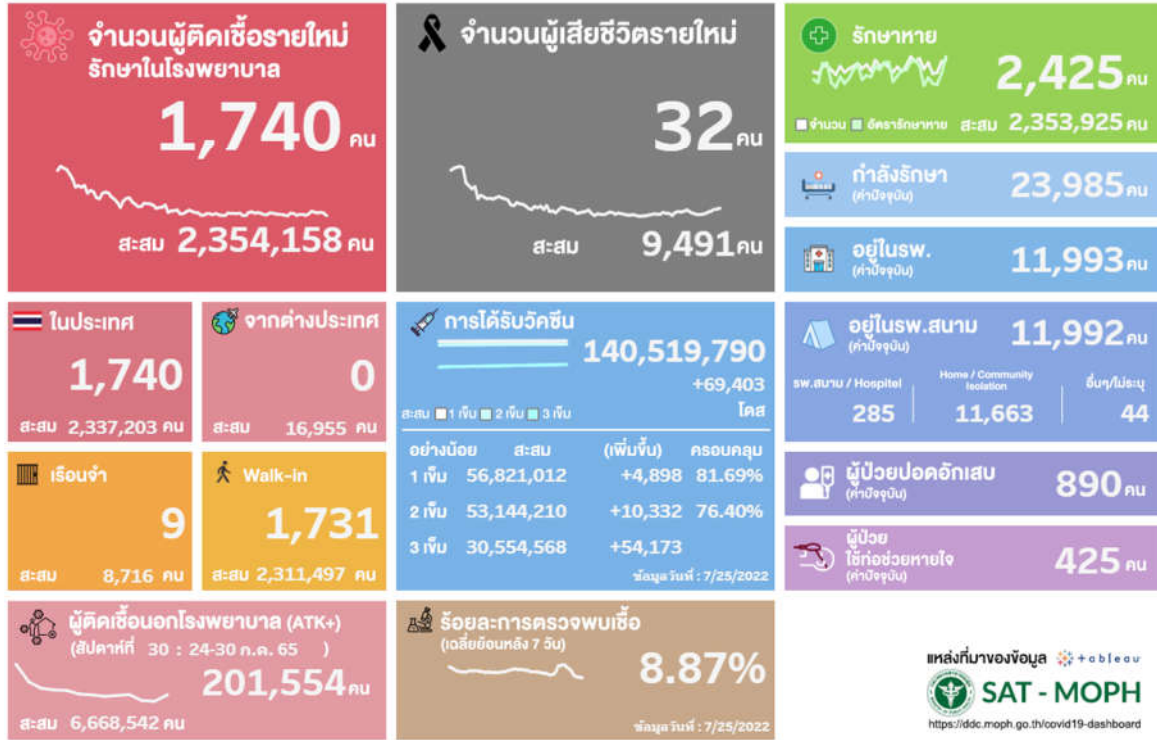 จำนวนผู้ติดเชื้อรายใหม่
รักษาในโรงพยาบาล
1,740 คน
สะสม 2,354,158 คน
จำนวนผู้เสียชีวิตรายใหม่
32 คน
สะสม 9,491 คน
รักษาหาย
2,425 คน
จำนวน อัตรารักษาหาย สะสม 2,353,925 คน
กำลังรักษา
(ค่าปัจจุบัน)
23,985 คน
อยู่ในรพ.
(ค่าปัจจุบัน)
11,993 คน
ในประเทศ
1,740
สะสม 2,337,203 คน
จากต่างประเทศ
0
สะสม 16,955 คน
การได้รับวัคซีน
140,519,790
+69,403
สะสม 1 เข็ม 2 เข็ม 3 เข็ม โดส
อย่างน้อย สะสม (เพิ่มขึ้น) ครอบคลุม
1 เข็ม 56,821,012 +4,898 81.69%
2 เข็ม 53,144,210 +10,332 76.40%
3 เข็ม 30,554,568 +54,173
ข้อมูลวันที่ : 7/25/2022
อยู่ในรพ.สนาม
(ค่าปัจจุบัน)
11,992 คน
รพ.สนาม / Hospitel
285
Home / Community
Isolation
11,663
อื่นๆ/ไม่ระบุ
44
เรือนจำ
9
สะสม 8,716 คน
Walk-in
1,731
สะสม 2,311,497 คน
ผู้ป่วยปอดอักเสบ
(ค่าปัจจุบัน)
890 คน
ผู้ป่วย
ใช้ท่อช่วยหายใจ
(ค่าปัจจุบัน)
425 คน
ผู้ติดเชื้อนอกโรงพยาบาล (ATK+)
(สัปดาห์ที่ 30 : 24-30 ก.ค. 65 )
201,554 คน
สะสม 6,668,542 คน
ร้อยละการตรวจพบเชื้อ
(เฉลี่ยย้อนหลัง 7 วัน)
8.87%
ข้อมูลวันที่ : 7/25/2022
แหล่งที่มาของข้อมูล +ableau
SAT - MOPH
https://ddc.moph.go.th/covid19-dashboard